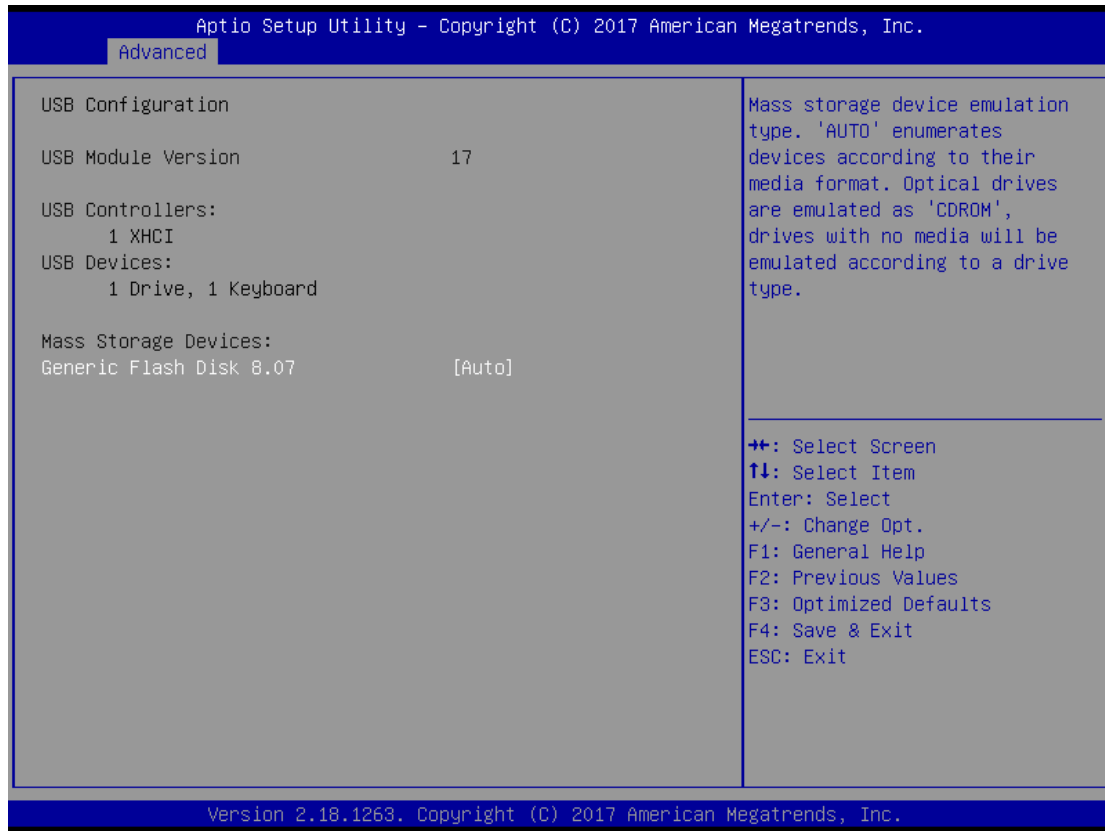 Aptio Setup Utility – Copyright (C) 2017 American Megatrends, Inc.
Advanced
USB Configuration
USB Module Version 17
USB Controllers:
1 XHCI
USB Devices:
1 Drive, 1 Keyboard
Mass Storage Devices:
Generic Flash Disk 8.07 [Auto]
Mass storage device emulation
type. 'AUTO' enumerates
devices according to their
media format. Optical drives
are emulated as 'CDROM',
drives with no media will be
emulated according to a drive
type.
→←: Select Screen
↑↓: Select Item
Enter: Select
+/-: Change Opt.
F1: General Help
F2: Previous Values
F3: Optimized Defaults
F4: Save & Exit
ESC: Exit
Version 2.18.1263. Copyright (C) 2017 American Megatrends, Inc.